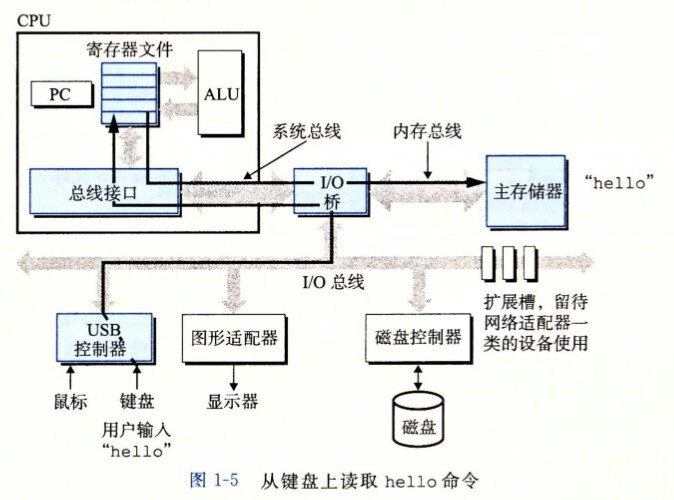 CPU
寄存器文件
PC
ALU
系统总线
内存总线
总线接口
I/O
桥
主存储器
“hello”
I/O 总线
扩展槽，留待
网络适配器一
类的设备使用
USB
控制器
图形适配器
磁盘控制器
鼠标
键盘
显示器
磁盘
用户输入
“hello”
图 1-5 从键盘上读取 hello 命令